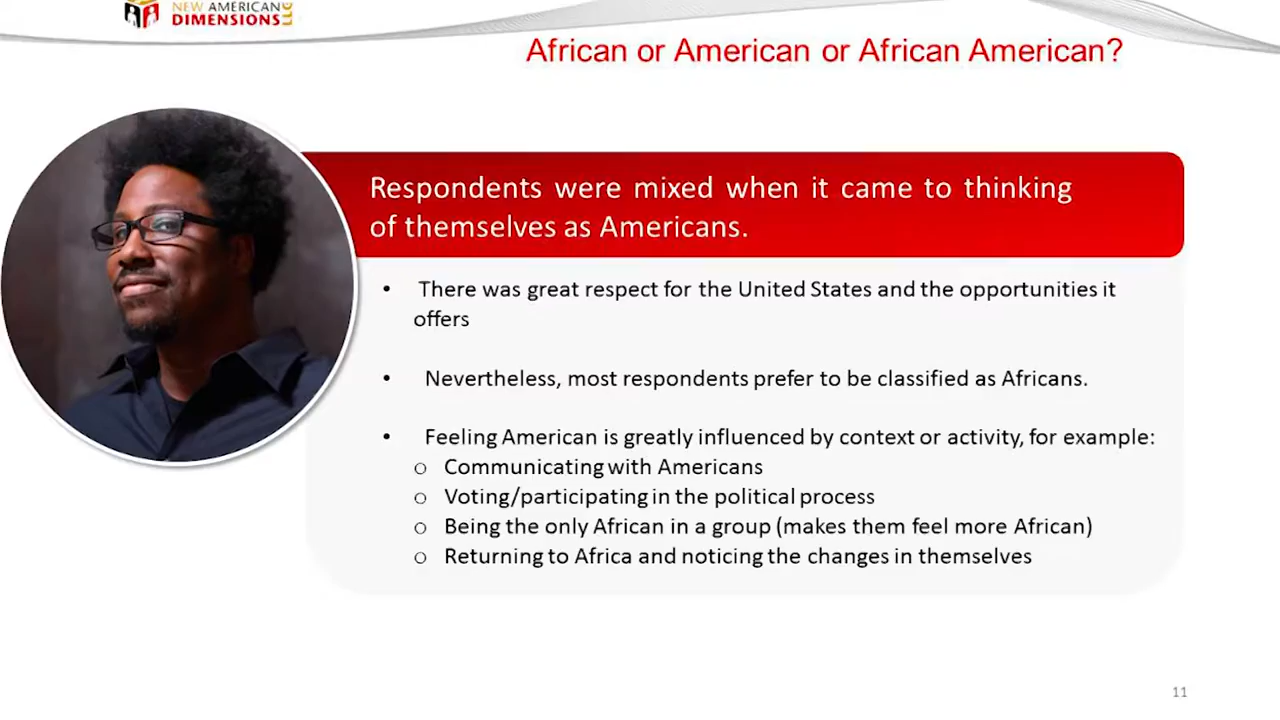 NEW AMERICAN
DIMENSIONS LLC
African or American or African American?
Respondents were mixed when it came to thinking
of themselves as Americans.
• There was great respect for the United States and the opportunities it
offers
• Nevertheless, most respondents prefer to be classified as Africans.
• Feeling American is greatly influenced by context or activity, for example:
o Communicating with Americans
o Voting/participating in the political process
o Being the only African in a group (makes them feel more African)
o Returning to Africa and noticing the changes in themselves
11